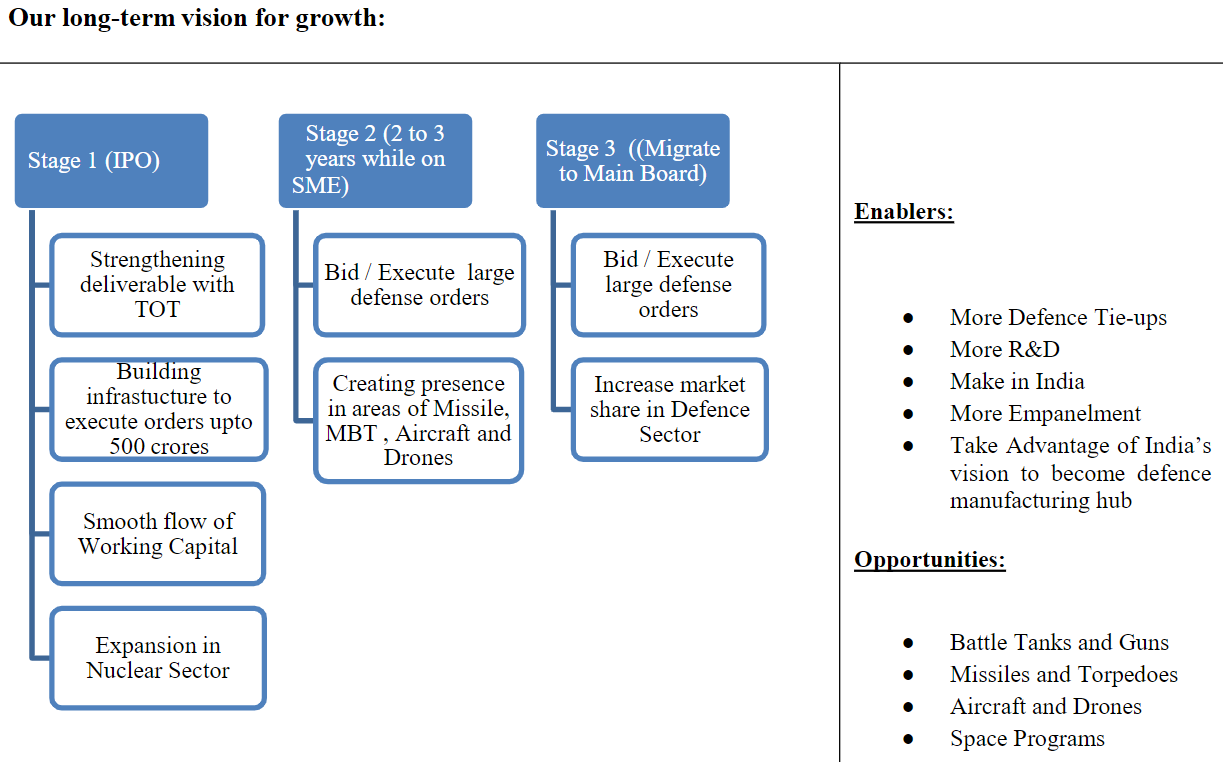 Our long-term vision for growth:
Stage 1 (IPO)
Strengthening
deliverable with
TOT
Building
infrastucture to
execute orders upto
500 crores
Smooth flow of
Working Capital
Expansion in
Nuclear Sector
Stage 2 (2 to 3
years while on
SME)
Bid / Execute large
defense orders
Creating presence
in areas of Missile,
MBT , Aircraft and
Drones
Stage 3 ((Migrate
to Main Board)
Bid / Execute
large defense
orders
Increase market
share in Defence
Sector
Enablers:
● More Defence Tie-ups
● More R&D
● Make in India
● More Empanelment
● Take Advantage of India’s
vision to become defence
manufacturing hub
Opportunities:
● Battle Tanks and Guns
● Missiles and Torpedoes
● Aircraft and Drones
● Space Programs